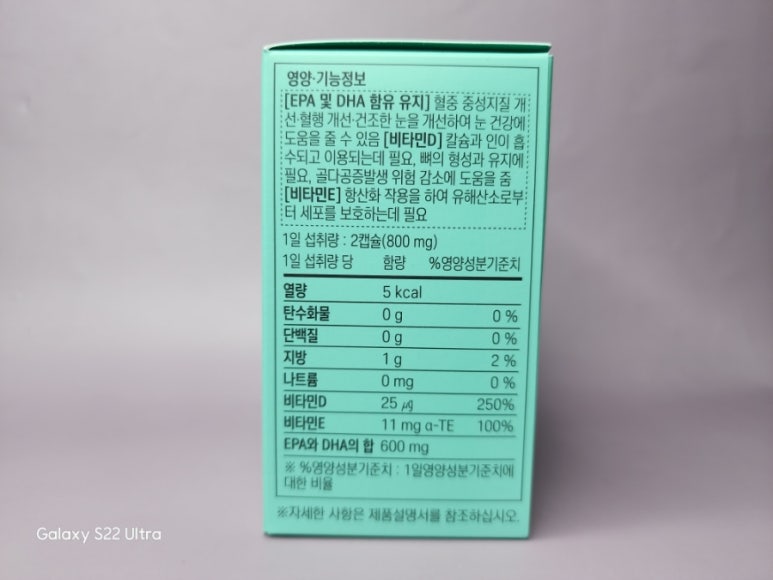 영양·기능정보
[EPA 및 DHA 함유 유지] 혈중 중성지질 개
선·혈행 개선·건조한 눈을 개선하여 눈 건강에
도움을 줄 수 있음 [비타민D] 칼슘과 인이 흡
수되고 이용되는데 필요, 뼈의 형성과 유지에
필요, 골다공증발생 위험 감소에 도움을 줌
[비타민E] 항산화 작용을 하여 유해산소로부
터 세포를 보호하는데 필요
1일 섭취량 : 2캡슐(800 mg)
1일 섭취량 당 함량 %영양성분기준치
열량 5 kcal
탄수화물 0 g 0 %
단백질 0 g 0 %
지방 1 g 2 %
나트륨 0 mg 0 %
비타민D 25 ㎍ 250%
비타민E 11 mg α-TE 100%
EPA와 DHA의 합 600 mg
※ %영양성분기준치 : 1일영양성분기준치에
대한 비율
※자세한 사항은 제품설명서를 참조하십시오.
Galaxy S22 Ultra